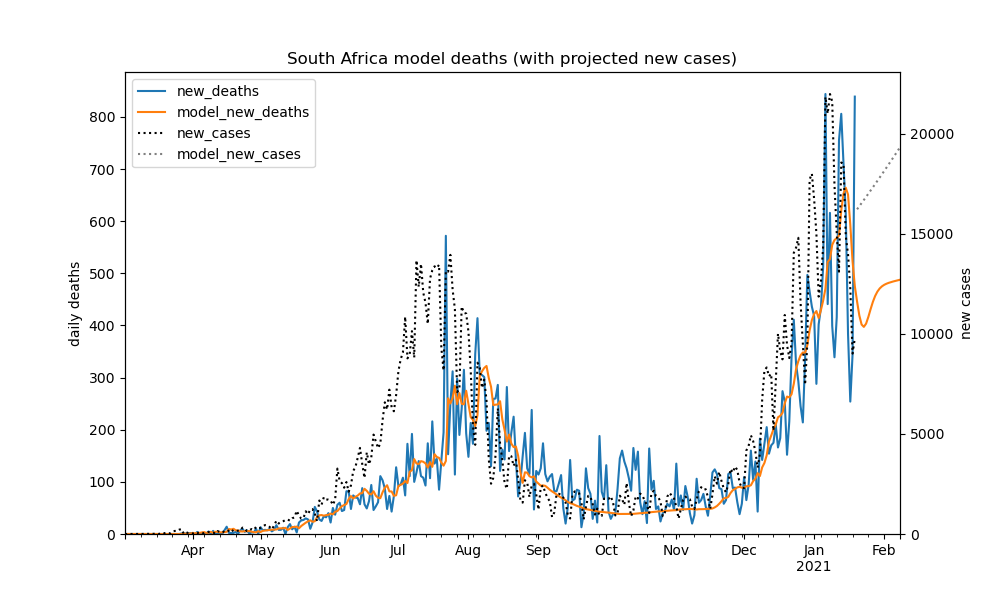 South Africa model deaths (with projected new cases)
new_deaths
model_new_deaths
new_cases
model_new_cases
daily deaths
800
700
600
500
400
300
200
100
0
20000
15000
10000
5000
0
new cases
Apr May Jun Jul Aug Sep Oct Nov Dec Jan Feb
2021